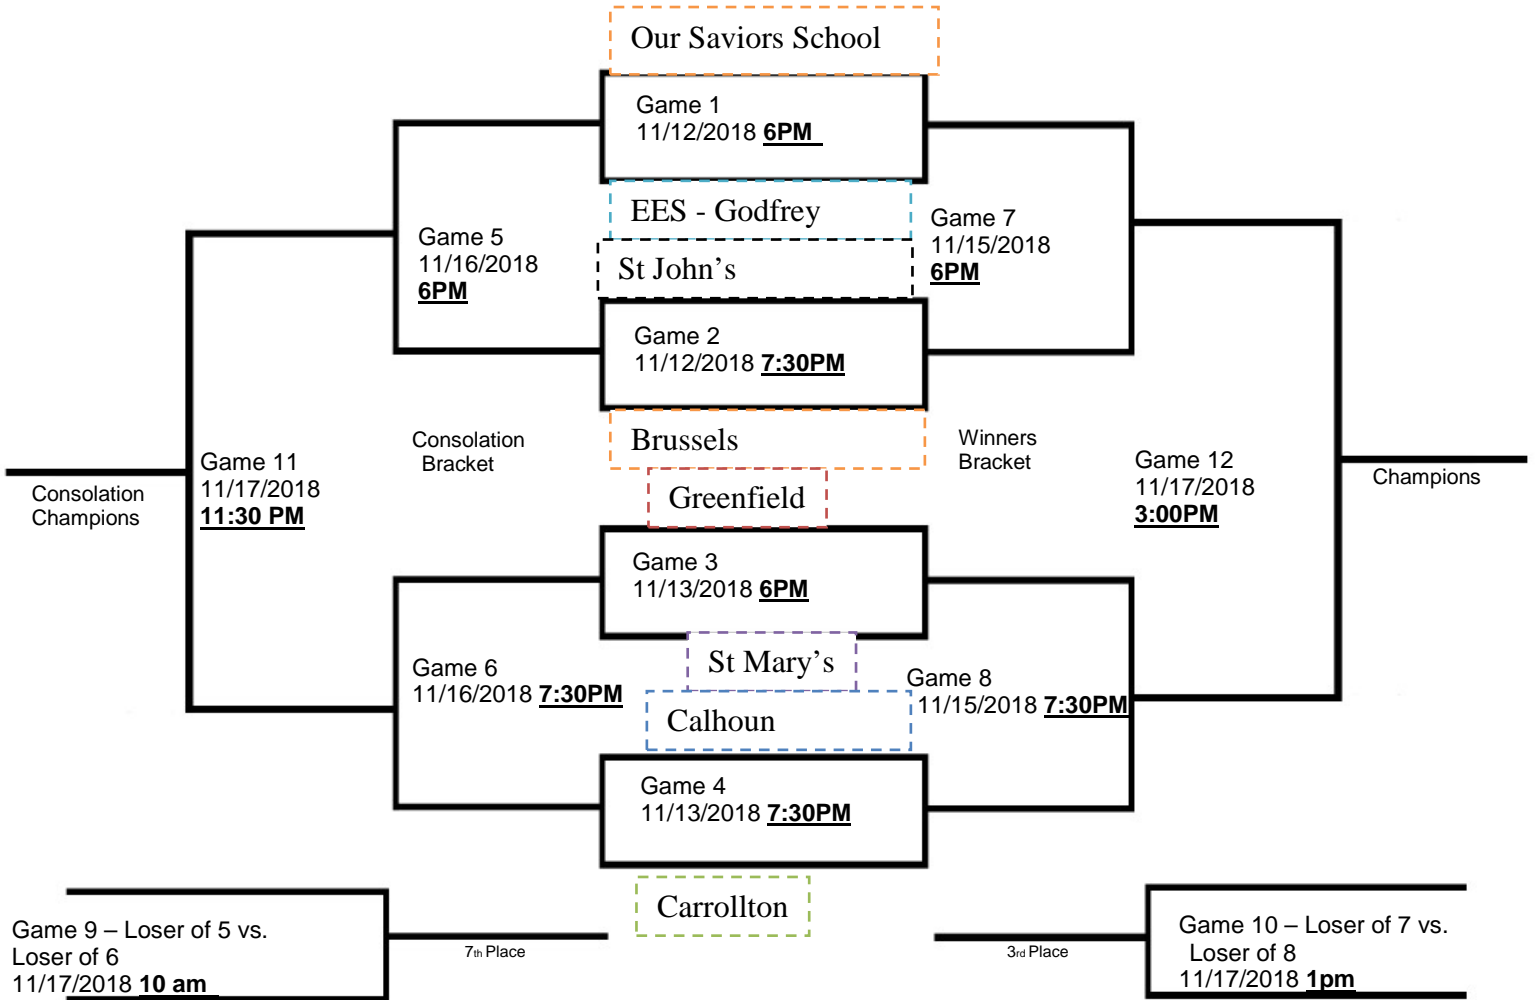 Our Saviors School
Game 1
11/12/2018 6PM
EES - Godfrey
Game 7
11/15/2018
6PM
Game 5
11/16/2018
6PM
St John’s
Game 2
11/12/2018 7:30PM
Brussels
Consolation
Bracket
Winners
Bracket
Game 11
11/17/2018
11:30 PM
Consolation
Champions
Game 12
11/17/2018
3:00PM
Champions
Greenfield
Game 3
11/13/2018 6PM
St Mary’s
Game 6
11/16/2018 7:30PM
Game 8
11/15/2018 7:30PM
Calhoun
Game 4
11/13/2018 7:30PM
Carrollton
Game 9 – Loser of 5 vs.
Loser of 6
11/17/2018 10 am
7th Place
3rd Place
Game 10 – Loser of 7 vs.
Loser of 8
11/17/2018 1pm